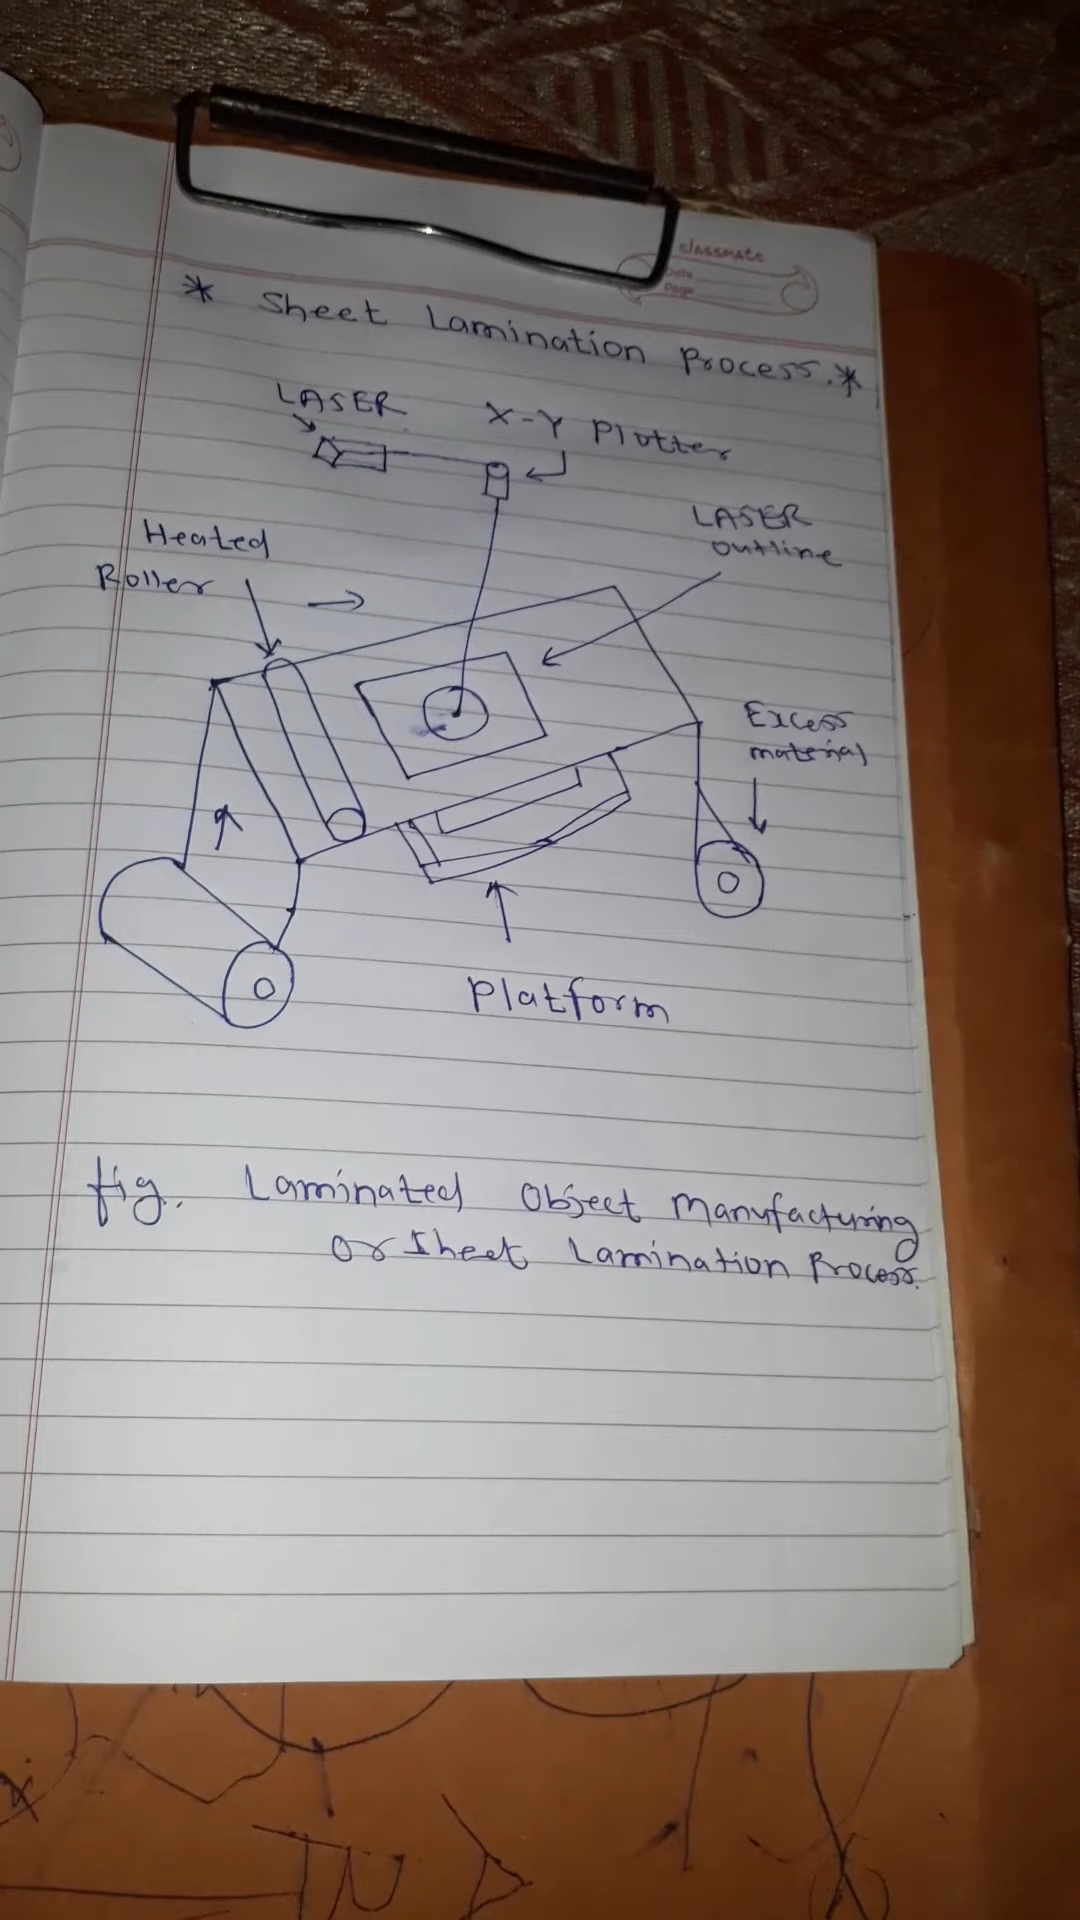 classmate
Date
Page
* Sheet Lamination Process. *
LASER
X-Y Plotter
LASER
outline
Heated
Roller
Excess
material
Platform
fig. Laminated Object Manufacturing
or Sheet Lamination Process.